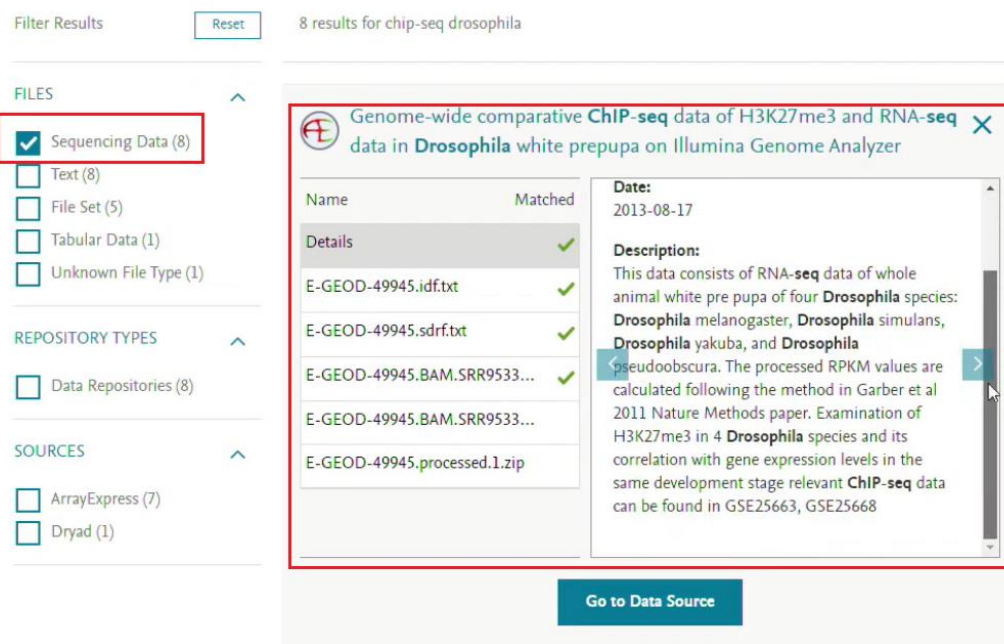 Filter Results
Reset
8 results for chip-seq drosophila
FILES
Sequencing Data (8)
Text (8)
File Set (5)
Tabular Data (1)
Unknown File Type (1)
REPOSITORY TYPES
Data Repositories (8)
SOURCES
ArrayExpress (7)
Dryad (1)
Genome-wide comparative ChIP-seq data of H3K27me3 and RNA-seq
data in Drosophila white prepupa on Illumina Genome Analyzer
Name Matched
Details
E-GEOD-49945.idf.txt
E-GEOD-49945.sdrf.txt
E-GEOD-49945.BAM.SRR9533...
E-GEOD-49945.BAM.SRR9533...
E-GEOD-49945.processed.1.zip
Date:
2013-08-17
Description:
This data consists of RNA-seq data of whole
animal white pre pupa of four Drosophila species:
Drosophila melanogaster, Drosophila simulans,
Drosophila yakuba, and Drosophila
pseudoobscura. The processed RPKM values are
calculated following the method in Garber et al
2011 Nature Methods paper. Examination of
H3K27me3 in 4 Drosophila species and its
correlation with gene expression levels in the
same development stage relevant ChIP-seq data
can be found in GSE25663, GSE25668
Go to Data Source